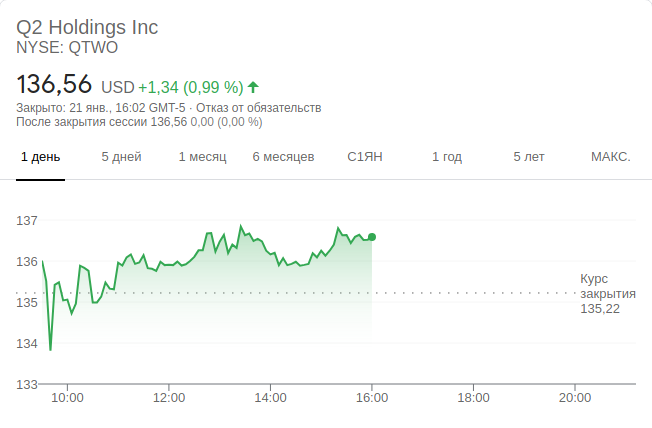 Q2 Holdings Inc
NYSE: QTWO
136,56 USD +1,34 (0,99 %)
Закрыто: 21 янв., 16:02 GMT-5 · Отказ от обязательств
После закрытия сессии 136,56 0,00 (0,00 %)
1 день 5 дней 1 месяц 6 месяцев С1ЯН 1 год 5 лет МАКС.
137
136
135
134
133
Курс
закрытия
135,22
10:00 12:00 14:00 16:00 18:00 20:00